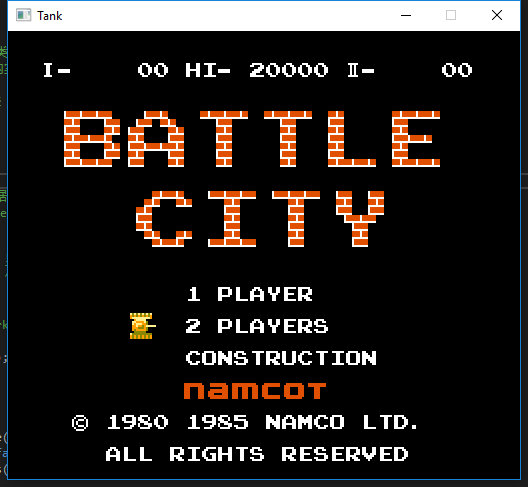 Tank
I- 00 HI- 20000 II- 00
BATTLE
CITY
1 PLAYER
2 PLAYERS
CONSTRUCTION
namcoT
© 1980 1985 NAMCO LTD.
ALL RIGHTS RESERVED